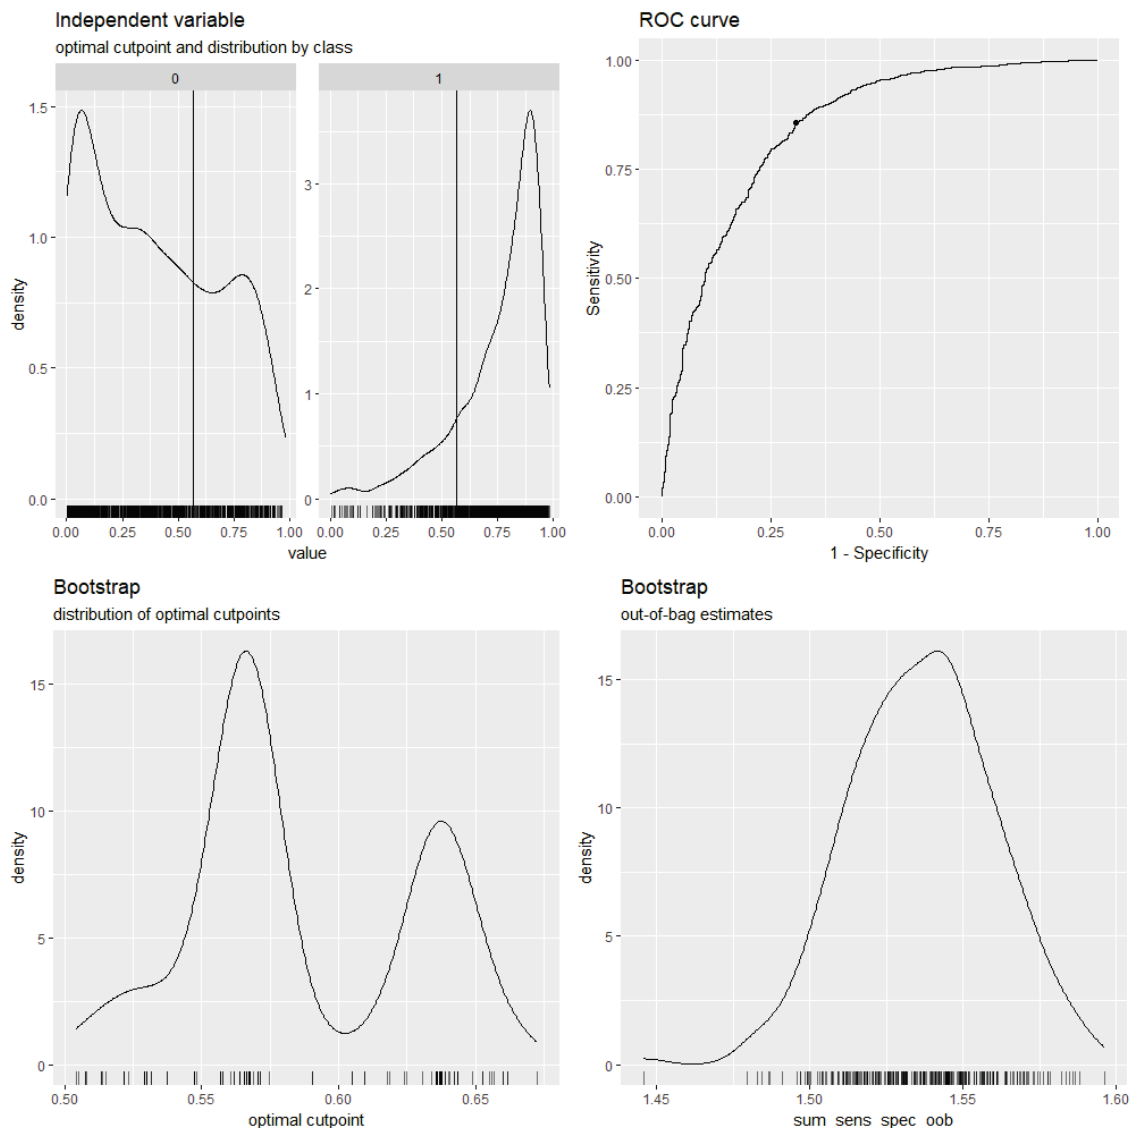 Independent variable
optimal cutpoint and distribution by class
0
1
1.5
1.0
0.5
0.0
density
3
2
1
0
0.00 0.25 0.50 0.75 1.00
0.00 0.25 0.50 0.75 1.00
value
ROC curve
1.00
0.75
0.50
0.25
0.00
Sensitivity
0.00 0.25 0.50 0.75 1.00
1 - Specificity
Bootstrap
distribution of optimal cutpoints
15
10
5
0
density
0.50 0.55 0.60 0.65
optimal cutpoint
Bootstrap
out-of-bag estimates
15
10
5
0
density
1.45 1.50 1.55 1.60
sum sens spec oob